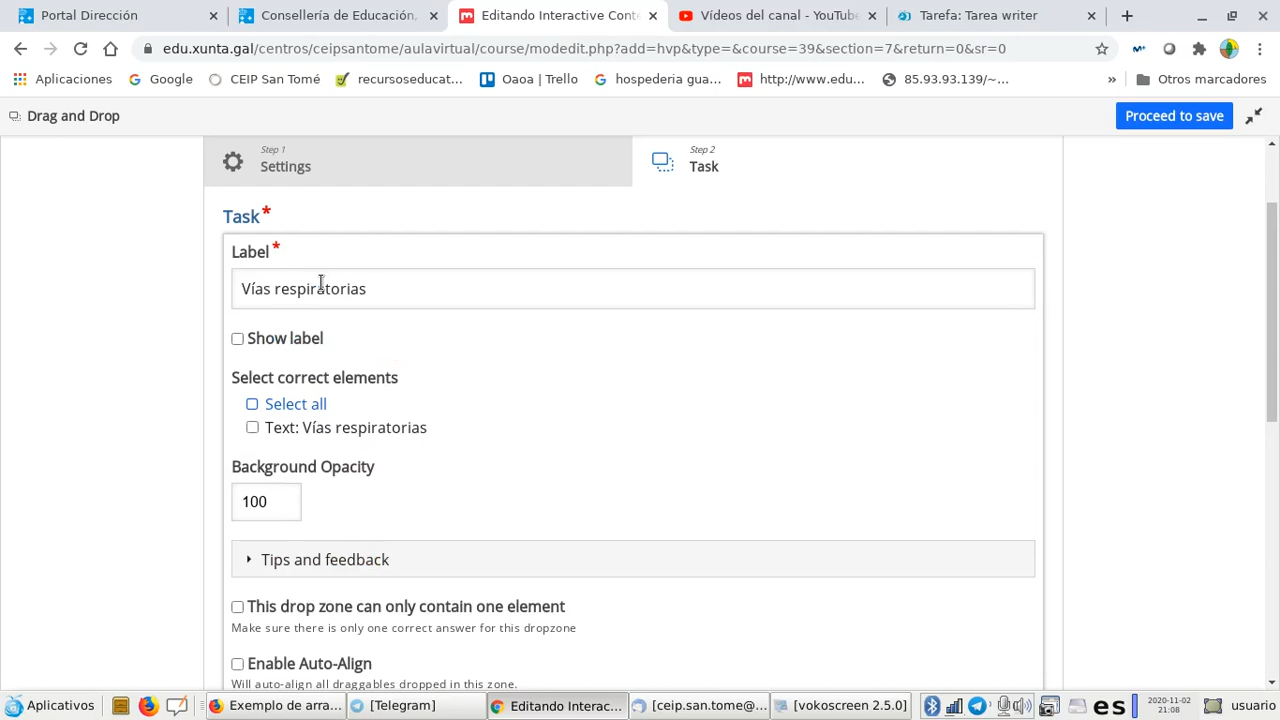 Portal Dirección
Consellería de Educación,
Editando Interactive Cont
Vídeos del canal - YouTube
Tarefa: Tarea writer
edu.xunta.gal/centros/ceipsantome/aulavirtual/course/modedit.php?add=hvp&type=&course=39&section=7&return=0&sr=0
Aplicaciones
Google
CEIP San Tomé
recursoseducat...
Oaoa | Trello
hospederia gua...
http://www.edu...
85.93.93.139/~...
»
Otros marcadores
Drag and Drop
Proceed to save
Step 1
Settings
Step 2
Task
Task*
Label*
Vías respiratorias
Show label
Select correct elements
Select all
Text: Vías respiratorias
Background Opacity
100
Tips and feedback
This drop zone can only contain one element
Make sure there is only one correct answer for this dropzone
Enable Auto-Align
Will auto-align all draggables dropped in this zone.
Aplicativos
Exemplo de arra...
[Telegram]
Editando Interac...
[ceip.san.tome@...
[vokoscreen 2.5.0]
es
2020-11-02
21:08
usuario